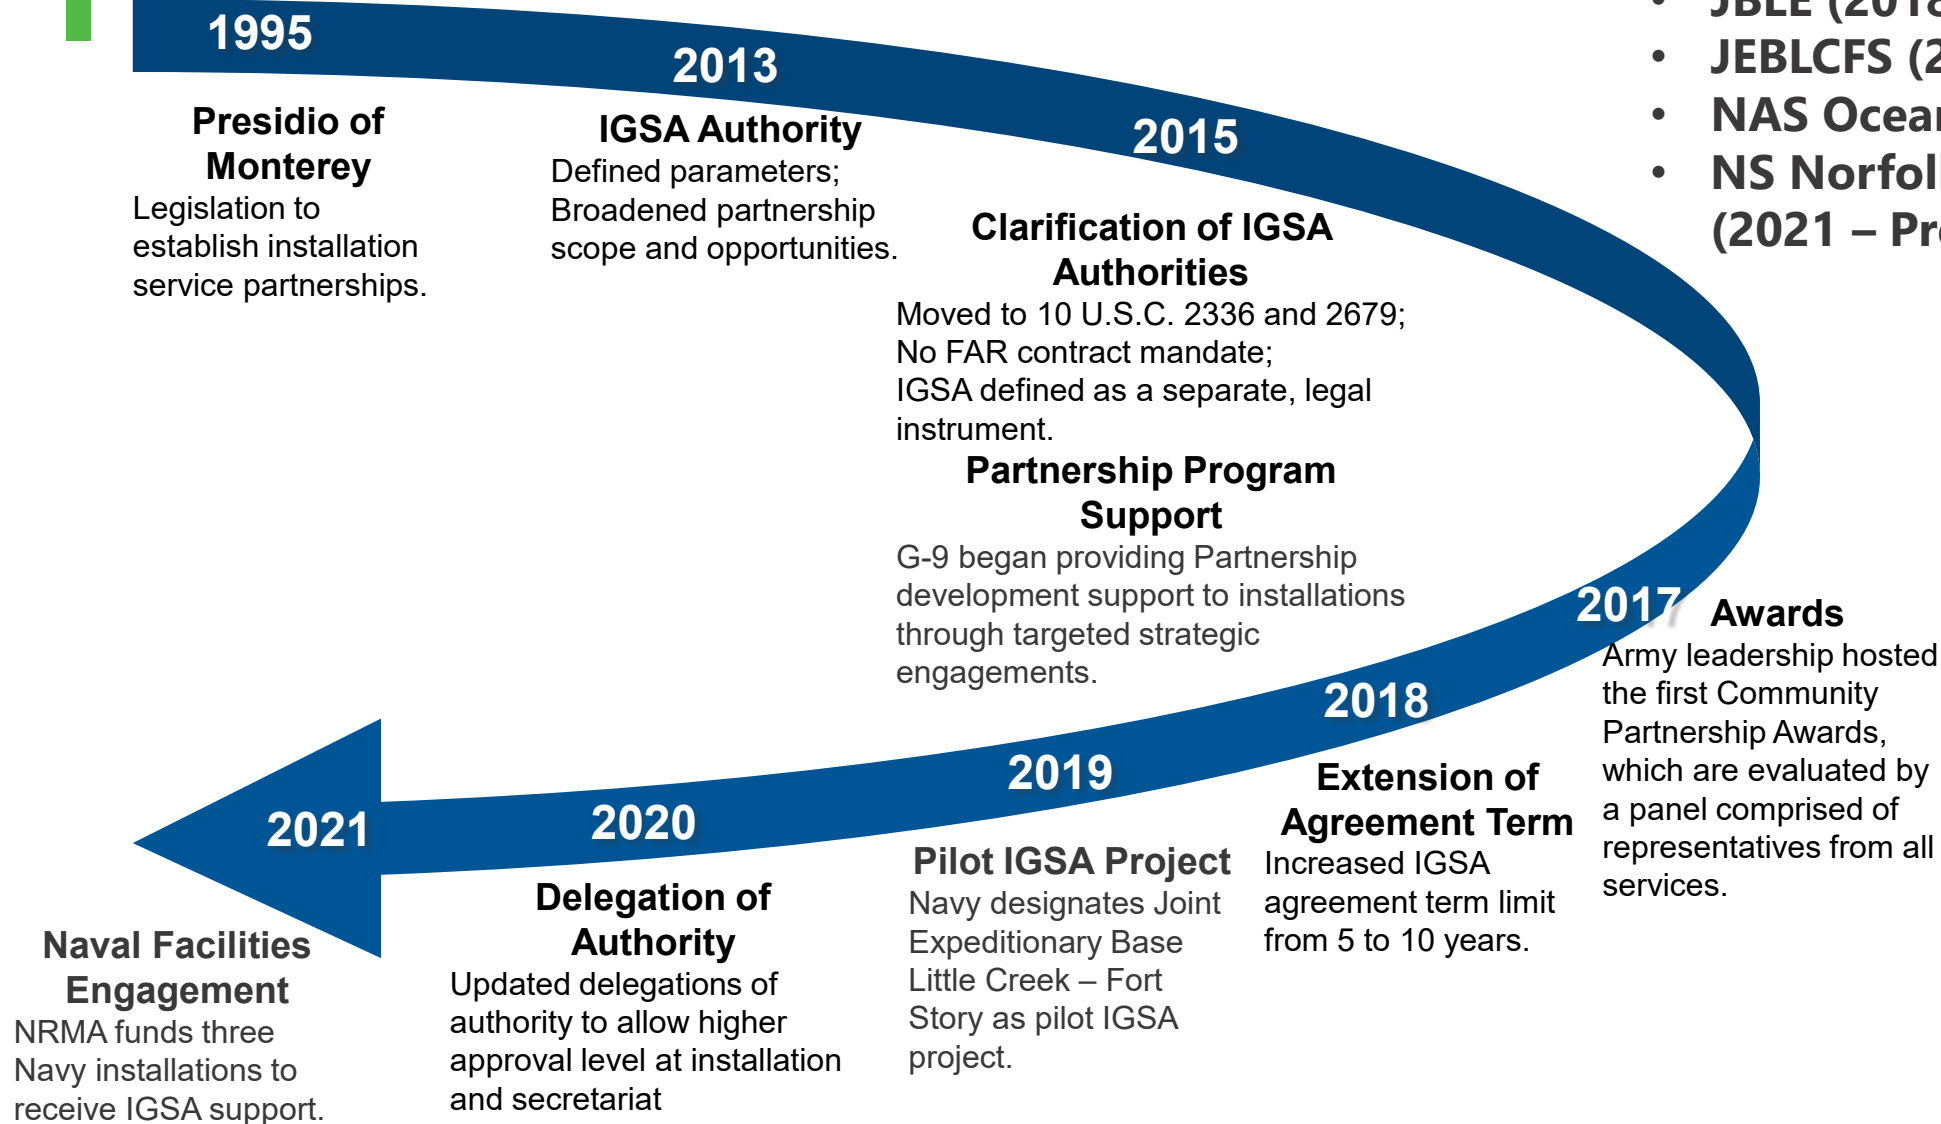 1995
Presidio of
Monterey
Legislation to
establish installation
service partnerships.
2013
IGSA Authority
Defined parameters;
Broadened partnership
scope and opportunities.
2015
Clarification of IGSA
Authorities
Moved to 10 U.S.C. 2336 and 2679;
No FAR contract mandate;
IGSA defined as a separate, legal
instrument.
Partnership Program
Support
G-9 began providing Partnership
development support to installations
through targeted strategic
engagements.
• JBLE (2018
• JEBLCFS (2
• NAS
• NS
(2021 –
2017
Awards
Army leadership hosted
the first Community
Partnership Awards,
which are evaluated by
a panel comprised of
representatives from all
services.
2018
Extension of
Agreement Term
Increased IGSA
agreement term limit
from 5 to 10 years.
2019
Pilot IGSA Project
Navy designates Joint
Expeditionary Base
Little Creek – Fort
Story as pilot IGSA
project.
2020
Delegation of
Authority
Updated delegations of
authority to allow higher
approval level at installation
and secretariat
2021
Naval Facilities
Engagement
NRMA funds three
Navy installations to
receive IGSA support.